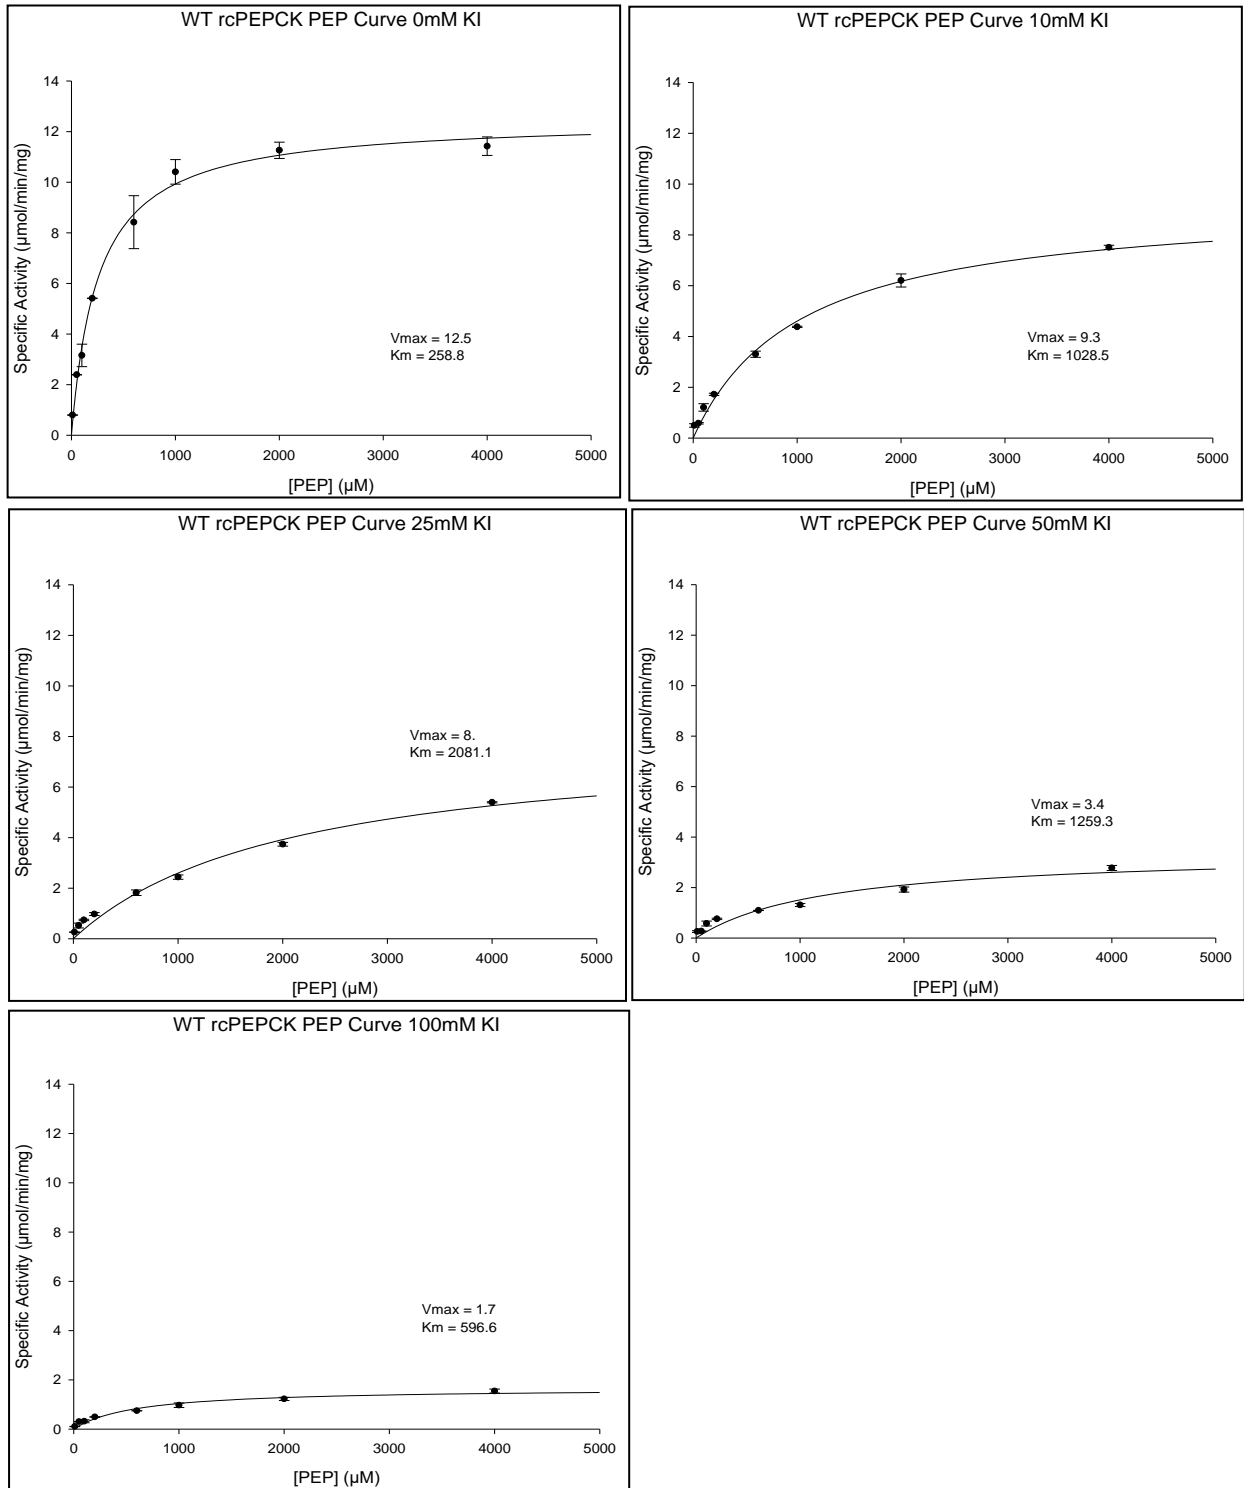 WT rcPEPCK PEP Curve 0mM KI
Specific Activity (µmol/min/mg)
14
12
10
8
6
4
2
0
Vmax = 12.5
Km = 258.8
0 1000 2000 3000 4000 5000
[PEP] (µM)
WT rcPEPCK PEP Curve 10mM KI
Specific Activity (µmol/min/mg)
14
12
10
8
6
4
2
0
Vmax = 9.3
Km = 1028.5
0 1000 2000 3000 4000 5000
[PEP] (µM)
WT rcPEPCK PEP Curve 25mM KI
Specific Activity (µmol/min/mg)
14
12
10
8
6
4
2
0
Vmax = 8.
Km = 2081.1
0 1000 2000 3000 4000 5000
[PEP] (µM)
WT rcPEPCK PEP Curve 50mM KI
Specific Activity (µmol/min/mg)
14
12
10
8
6
4
2
0
Vmax = 3.4
Km = 1259.3
0 1000 2000 3000 4000 5000
[PEP] (µM)
WT rcPEPCK PEP Curve 100mM KI
Specific Activity (µmol/min/mg)
14
12
10
8
6
4
2
0
Vmax = 1.7
Km = 596.6
0 1000 2000 3000 4000 5000
[PEP] (µM)